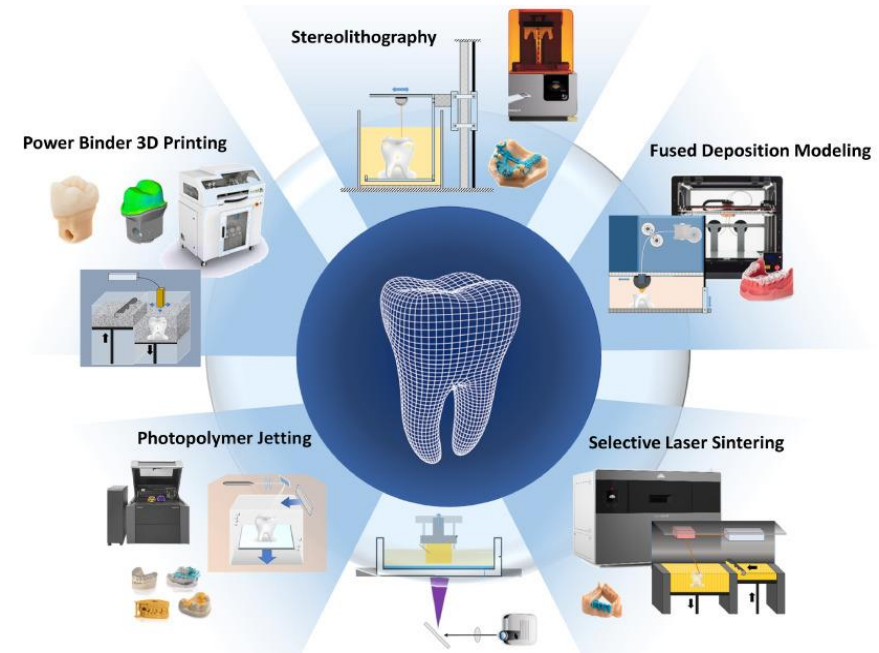 Stereolithography
Power Binder 3D Printing
Fused Deposition Modeling
Photopolymer Jetting
Selective Laser Sintering